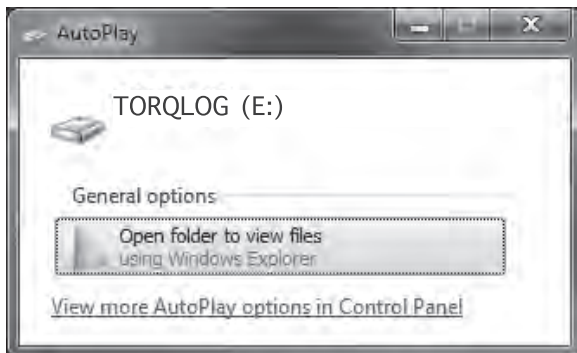 AutoPlay
TORQLOG (E:)
General options
Open folder to view files
using Windows Explorer
View more AutoPlay options in Control Panel